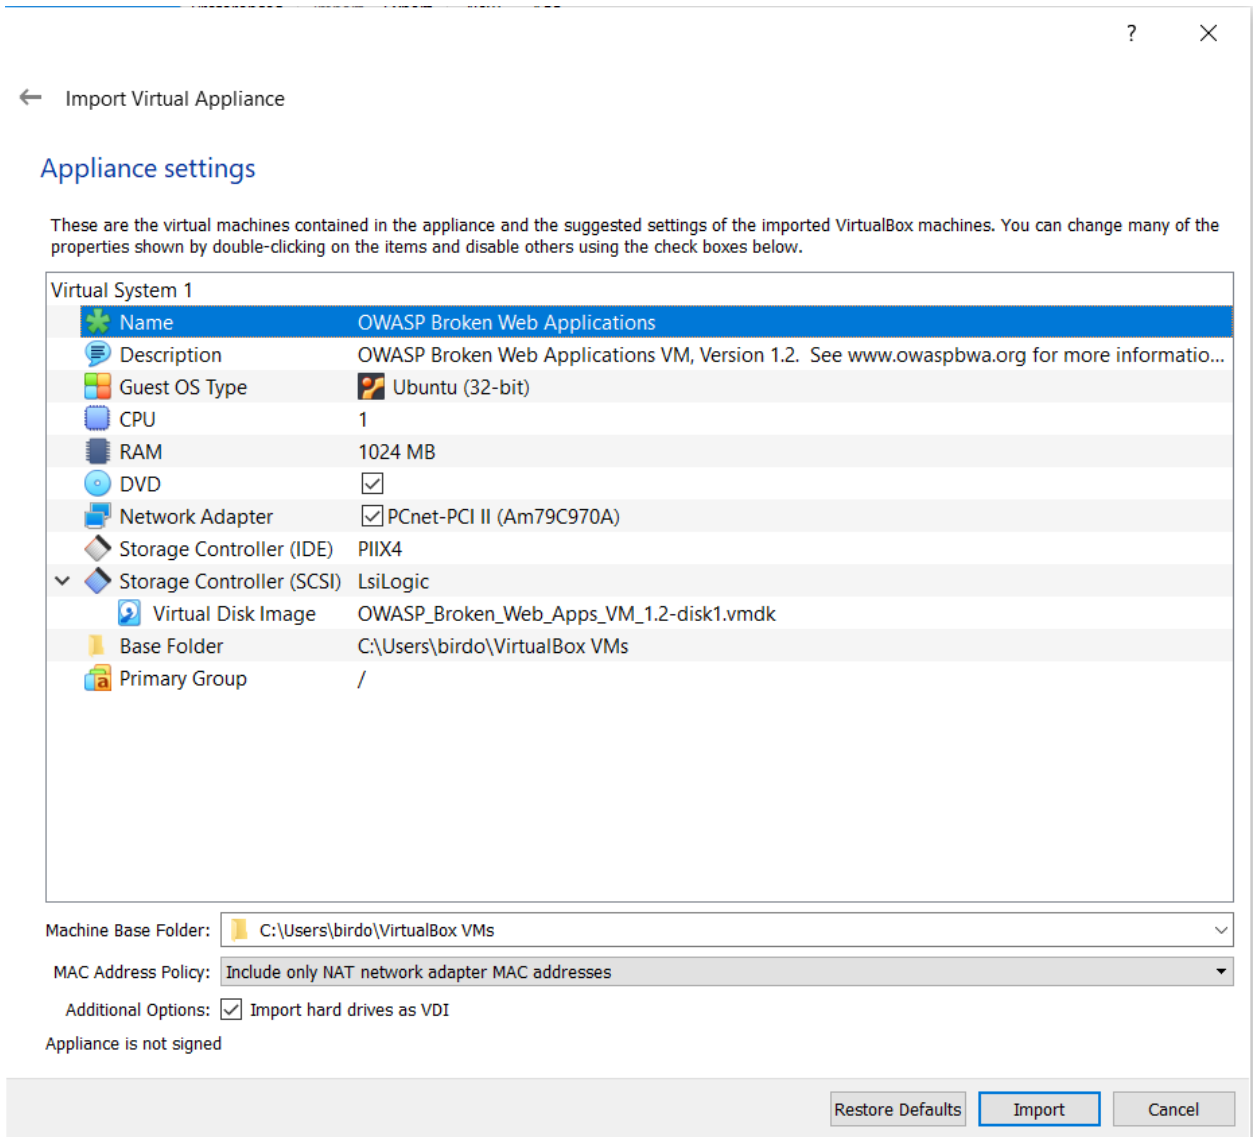 ?
Import Virtual Appliance
Appliance settings
These are the virtual machines contained in the appliance and the suggested settings of the imported VirtualBox machines. You can change many of the
properties shown by double-clicking on the items and disable others using the check boxes below.
Virtual System 1
Name OWASP Broken Web Applications
Description OWASP Broken Web Applications VM, Version 1.2. See www.owaspbwa.org for more informatio...
Guest OS Type Ubuntu (32-bit)
CPU 1
RAM 1024 MB
DVD
Network Adapter PCnet-PCI II (Am79C970A)
Storage Controller (IDE) PIIX4
Storage Controller (SCSI) LsiLogic
Virtual Disk Image OWASP_Broken_Web_Apps_VM_1.2-disk1.vmdk
Base Folder C:\Users\birdo\VirtualBox VMs
Primary Group /
Machine Base Folder: C:\Users\birdo\VirtualBox VMs
MAC Address Policy: Include only NAT network adapter MAC addresses
Additional Options: Import hard drives as VDI
Appliance is not signed
Restore Defaults Import Cancel